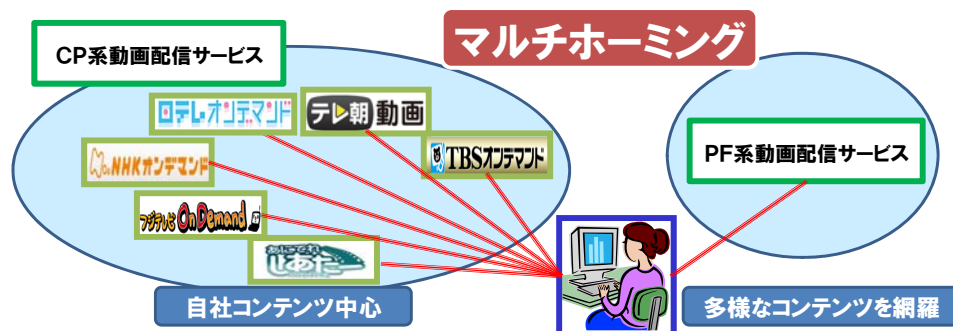 マルチホーミング
CP系動画配信サービス
日テレオンデマンド
テレ朝動画
NHKオンデマンド
TBSオンデマンド
フジテレビOnDemand
あにてれしあたー
PF系動画配信サービス
自社コンテンツ中心
多様なコンテンツを網羅